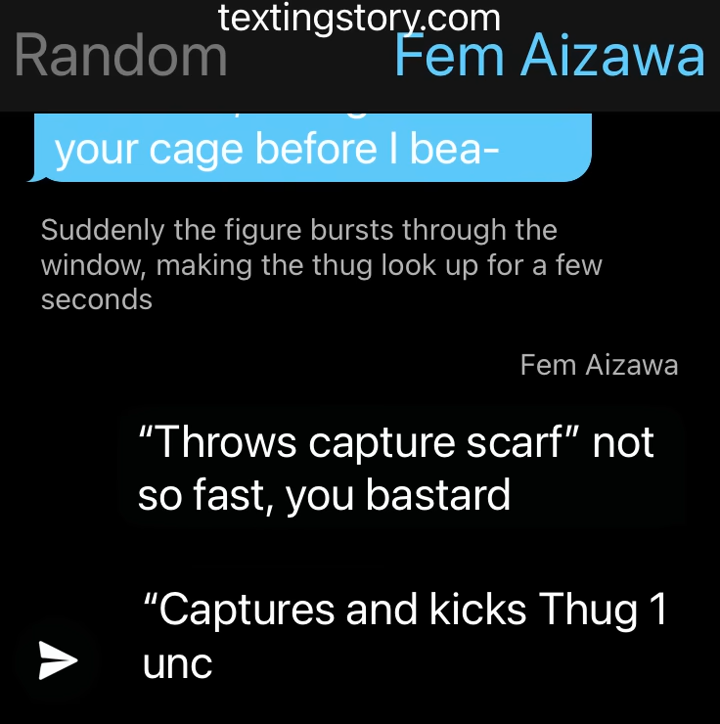 textingstory.com
Random Fem Aizawa
your cage before I bea-
Suddenly the figure bursts through the
window, making the thug look up for a few
seconds
Fem Aizawa
“Throws capture scarf” not
so fast, you bastard
“Captures and kicks Thug 1
unc